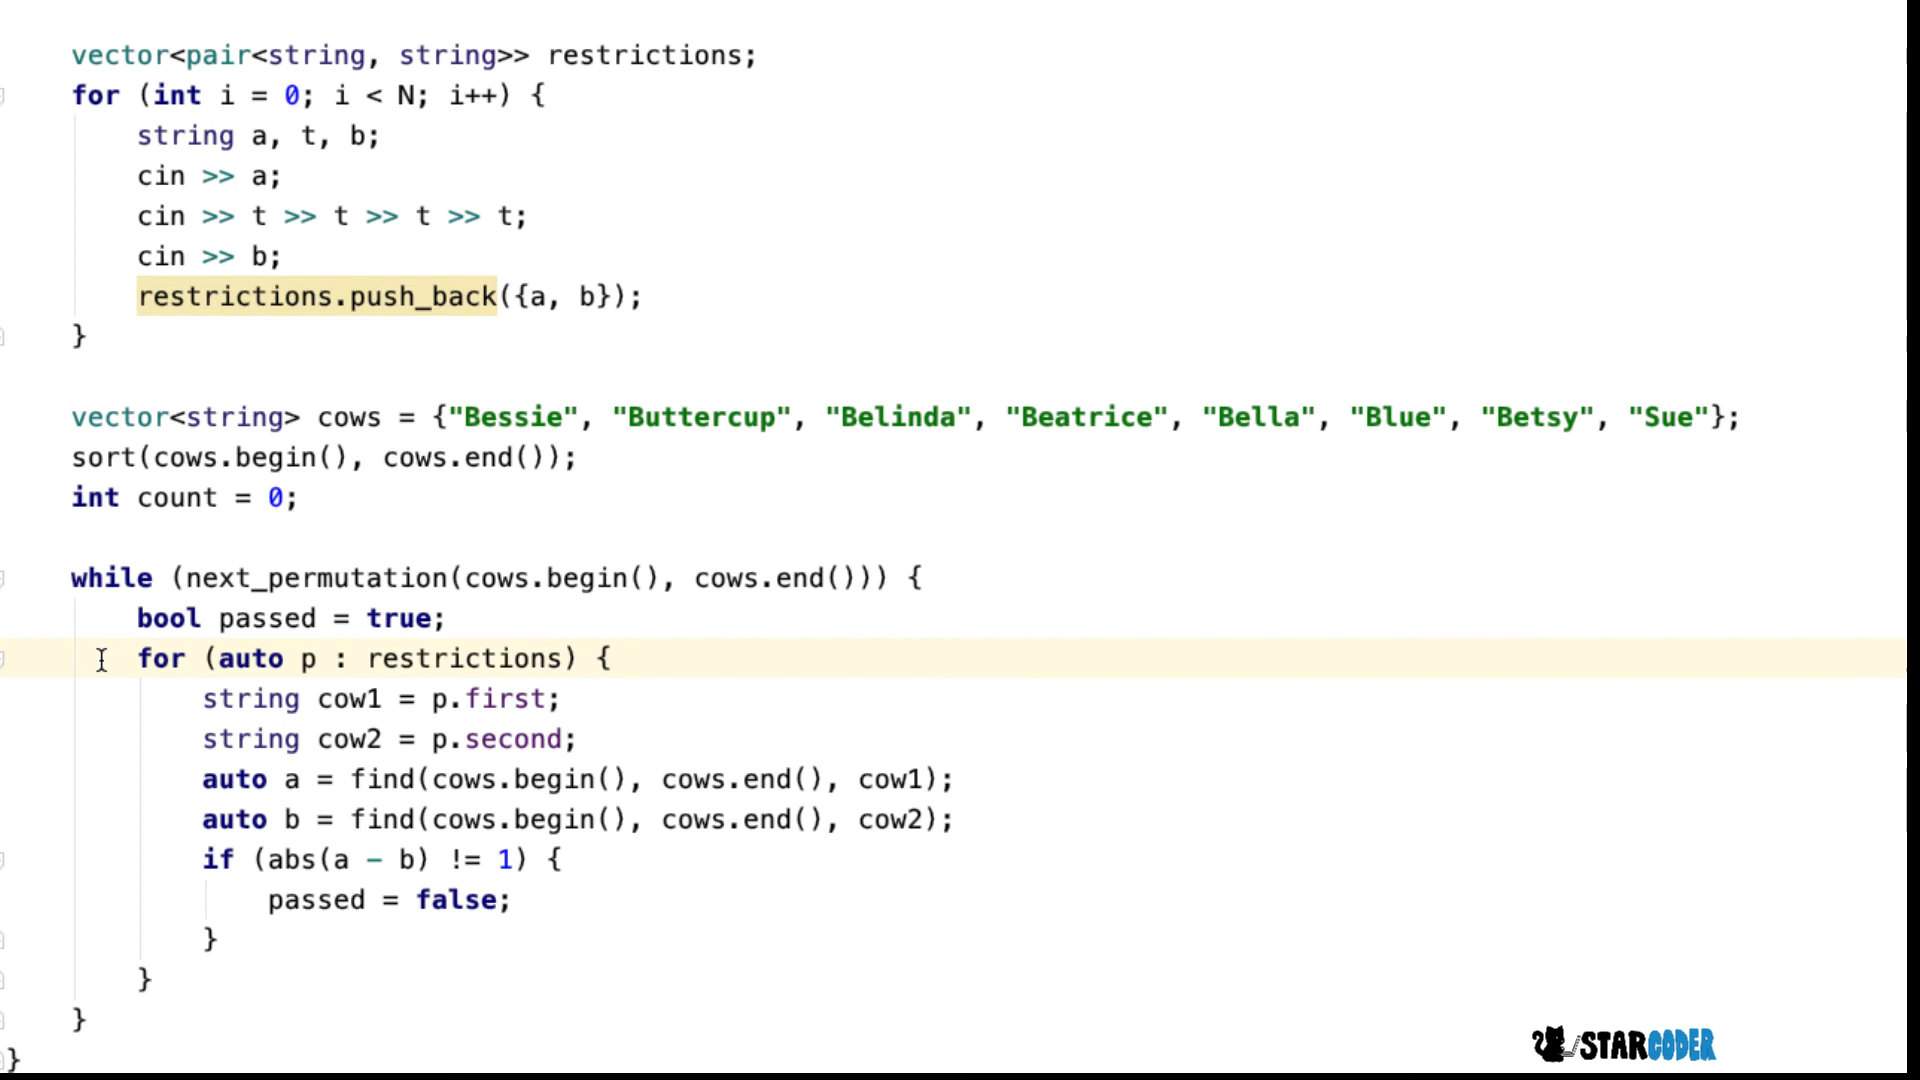 vector<pair<string, string>> restrictions;
for (int i = 0; i < N; i++) {
    string a, t, b;
    cin >> a;
    cin >> t >> t >> t >> t;
    cin >> b;
    restrictions.push_back({a, b});
}
vector<string> cows = {"Bessie", "Buttercup", "Belinda", "Beatrice", "Bella", "Blue", "Betsy", "Sue"};
sort(cows.begin(), cows.end());
int count = 0;
while (next_permutation(cows.begin(), cows.end())) {
    bool passed = true;
    for (auto p : restrictions) {
        string cow1 = p.first;
        string cow2 = p.second;
        auto a = find(cows.begin(), cows.end(), cow1);
        auto b = find(cows.begin(), cows.end(), cow2);
        if (abs(a - b) != 1) {
            passed = false;
        }
    }
}
}
STARCODER